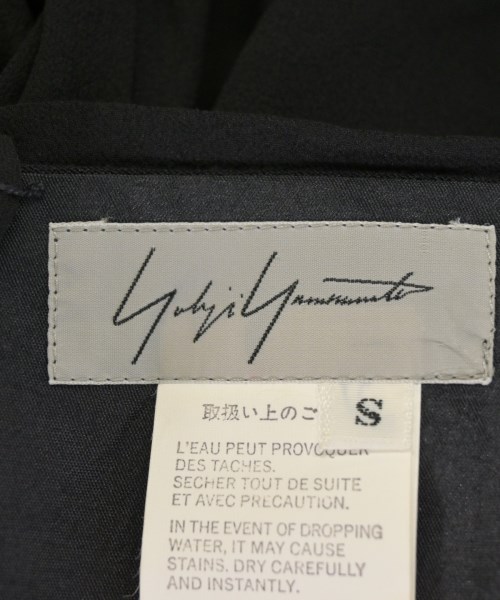 Yohji Yamamoto
取扱い上のご
S
L'EAU PEUT PROVOQUER
DES TACHES.
SECHER TOUT DE SUITE
ET AVEC PRECAUTION.
IN THE EVENT OF DROPPING
WATER, IT MAY CAUSE
STAINS. DRY CAREFULLY
AND INSTANTLY.